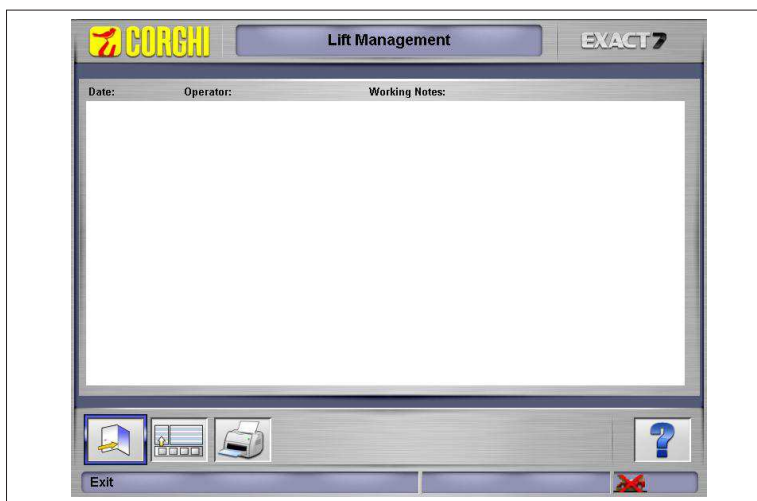 CORGHI
Lift Management
EXACT7
Date: Operator: Working Notes:
?
Exit